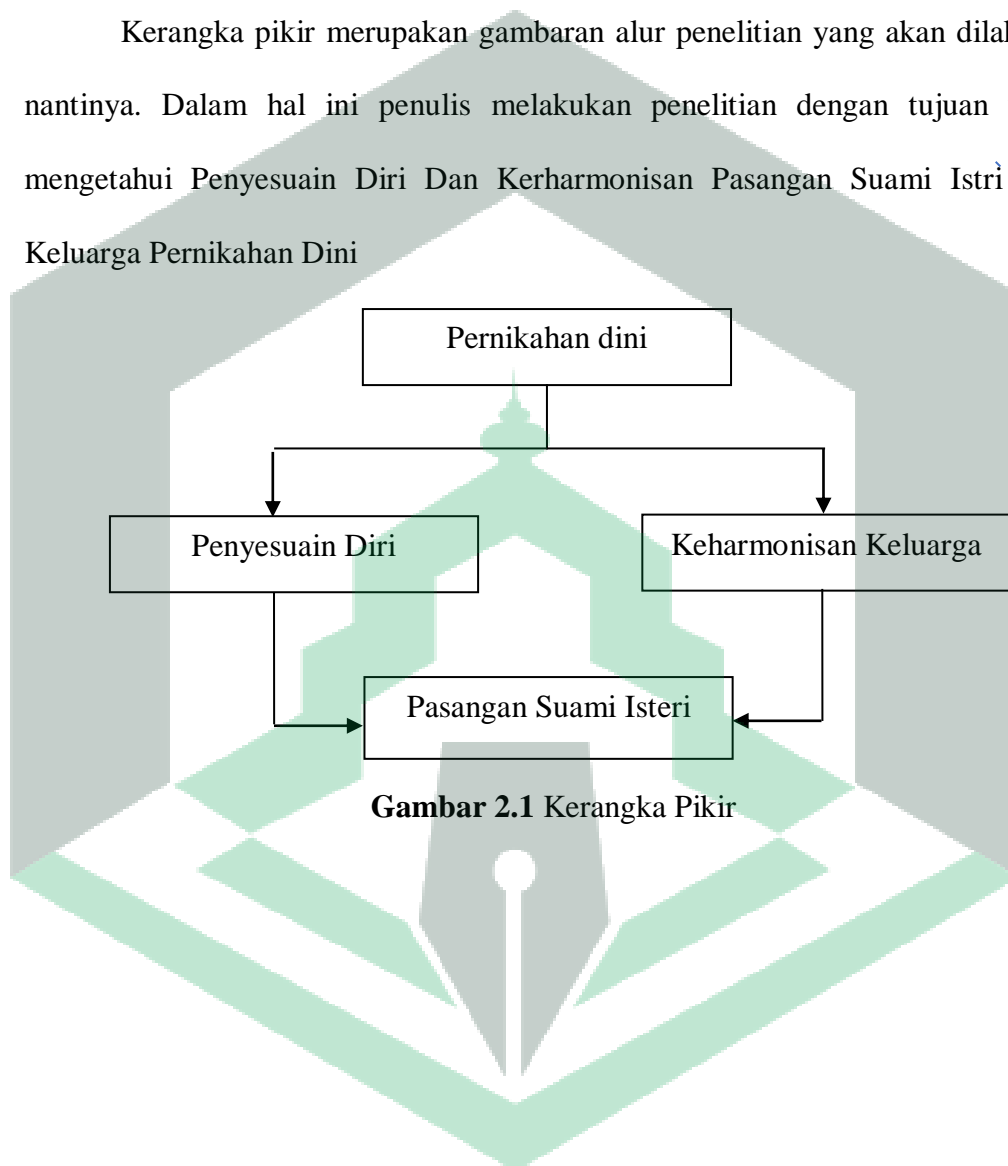 Kerangka pikir merupakan gambaran alur penelitian yang akan
nantinya. Dalam hal ini penulis melakukan penelitian dengan tujuan
mengetahui Penyesuain Diri Dan Kerharmonisan Pasangan Suami Istri
Keluarga Pernikahan Dini
Pernikahan dini
Penyesuain Diri
Keharmonisan Keluarga
Pasangan Suami Isteri
Gambar 2.1 Kerangka Pikir